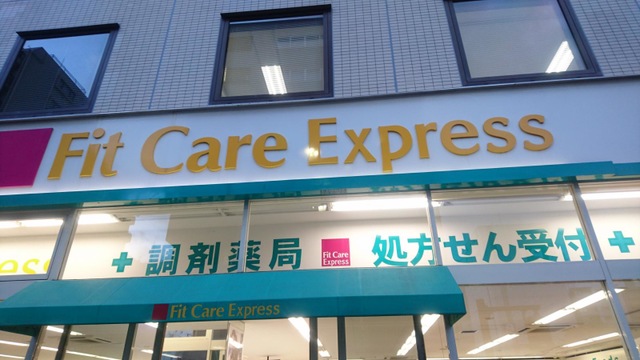 Fit Care Express
ress
+ 調剤薬局 Fit Care Express 処方せん受付 +
Fit Care Express